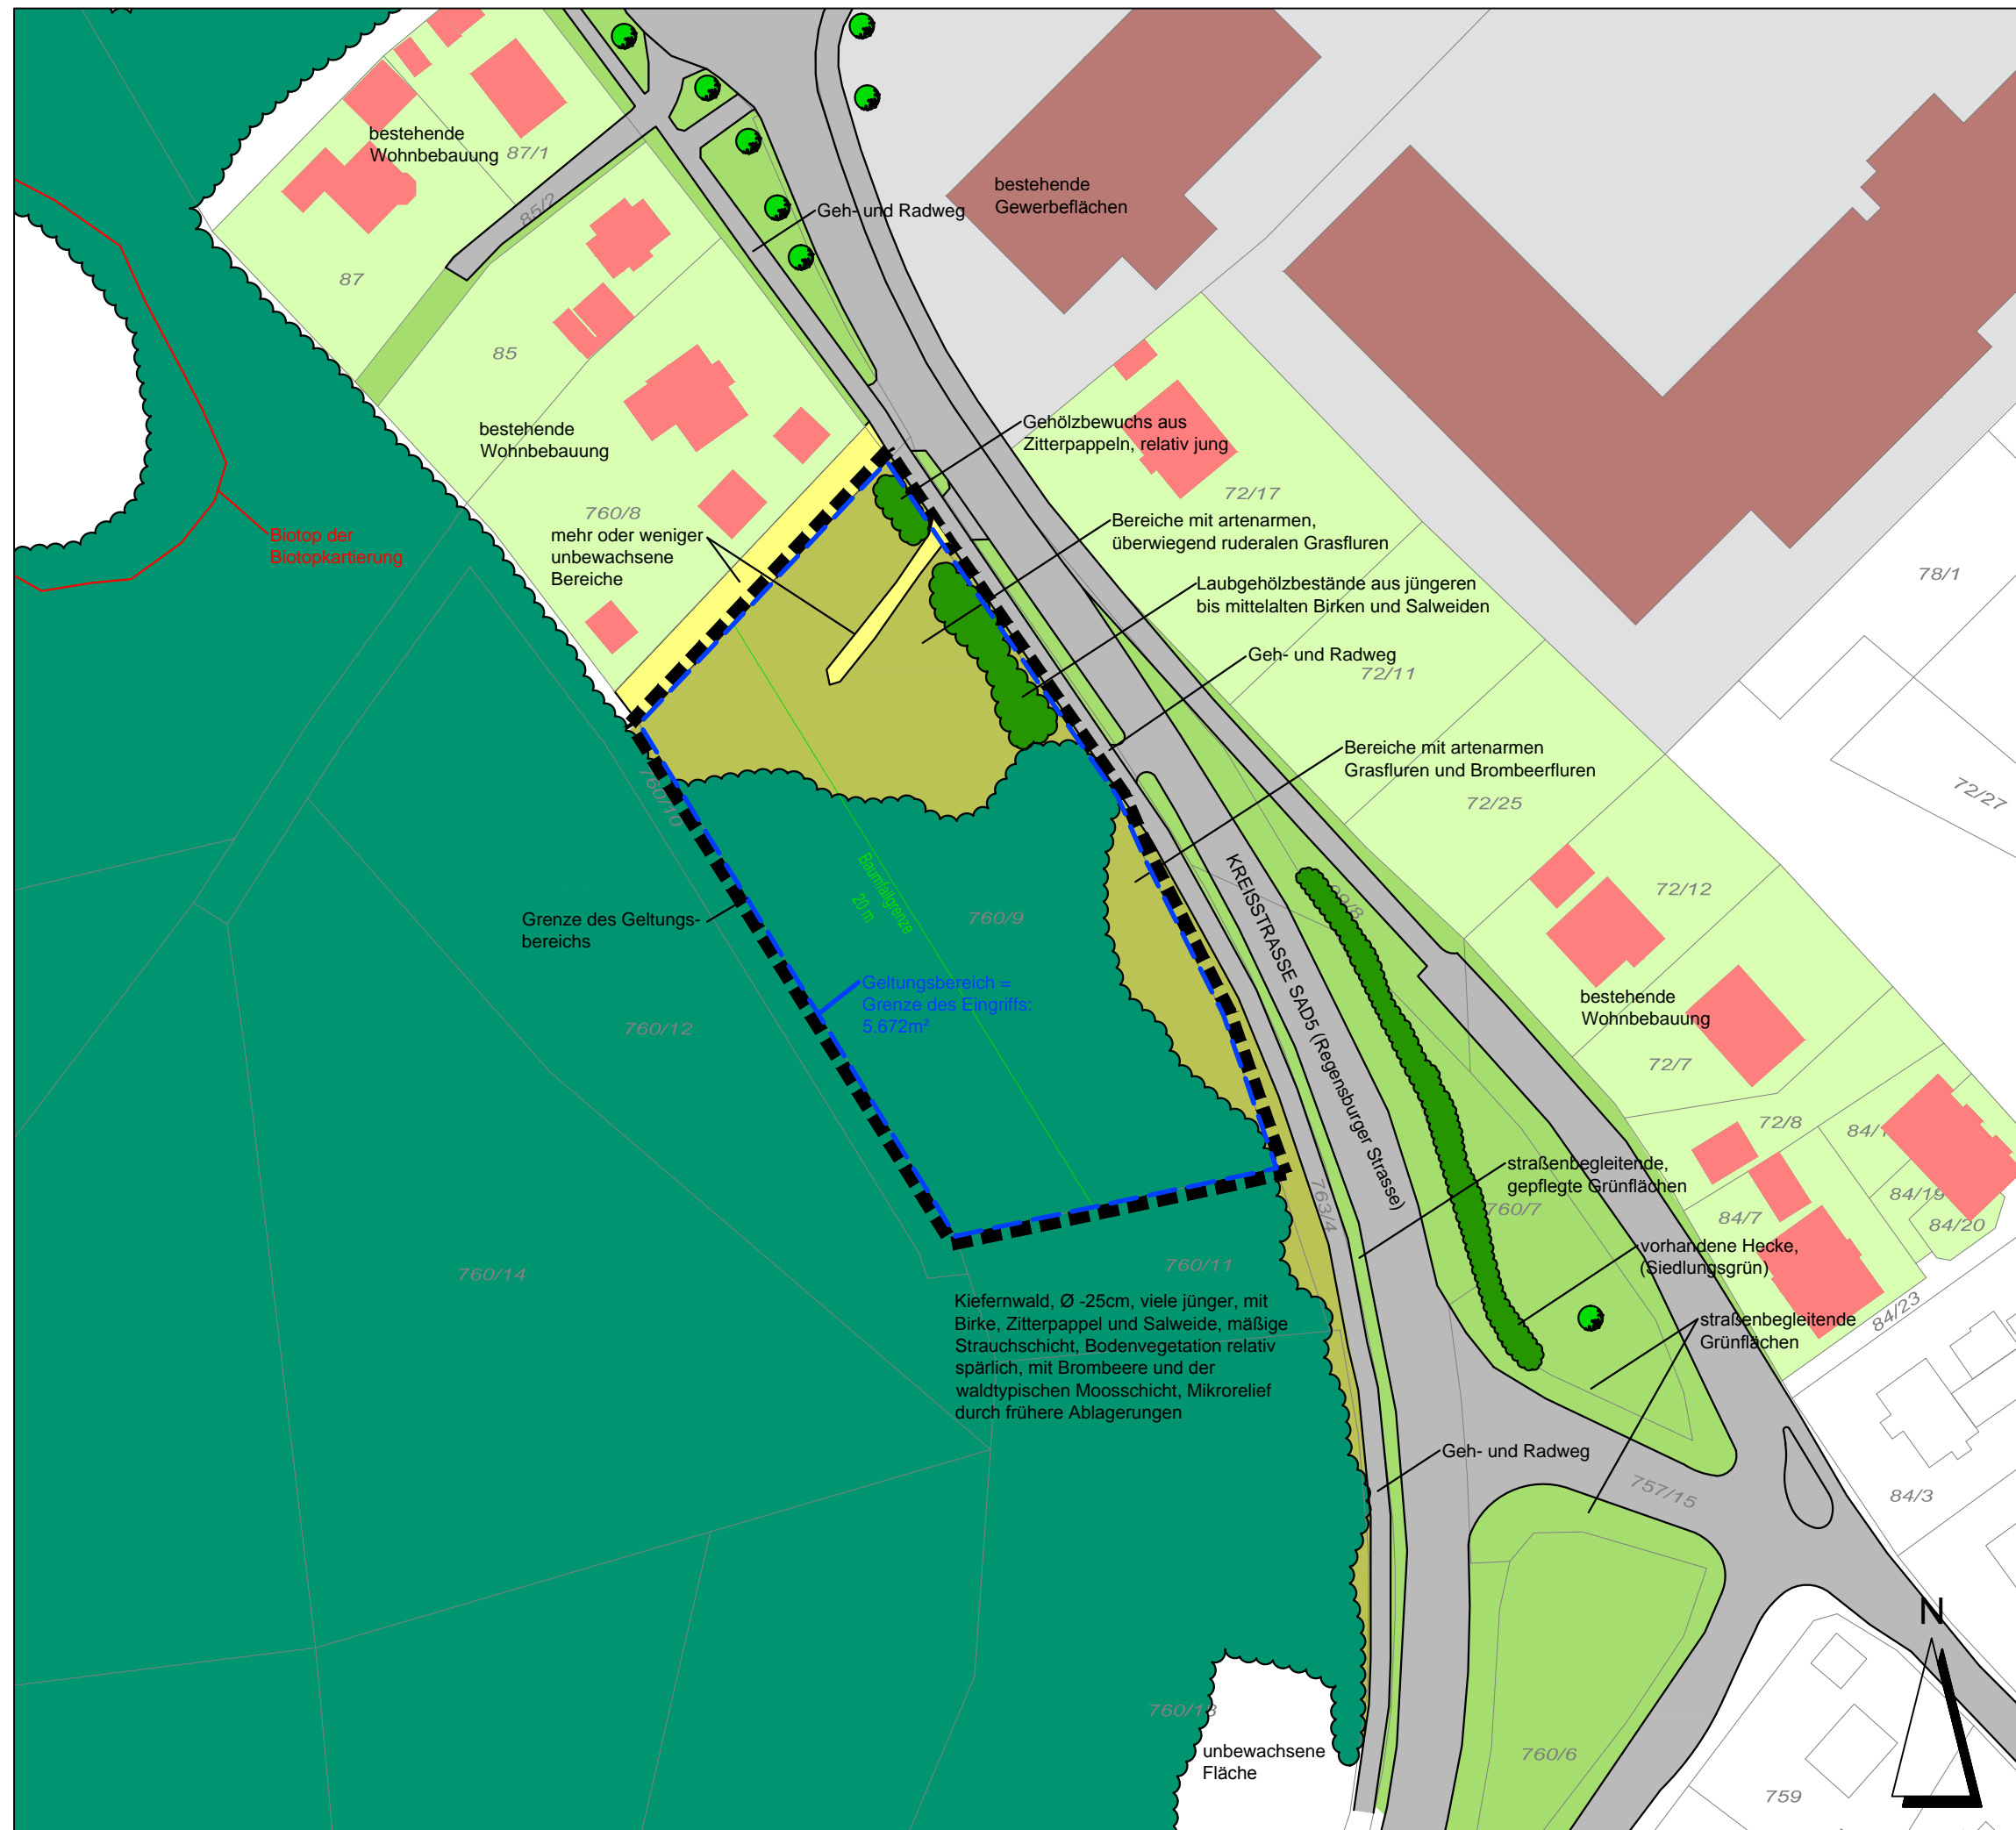 bestehende
Wohnbebauung
87/1
85/2
87
85
Geh- und Radweg
bestehende
Gewerbeflächen
bestehende
Wohnbebauung
760/8
mehr oder weniger
unbewachsene
Bereiche
Biotop der
Biotopkartierung
Gehölzbewuchs aus
Zitterpappeln, relativ jung
72/17
Bereiche mit artenarmen,
überwiegend ruderalen Grasfluren
Laubgehölzbestände aus jüngeren
bis mittelalten Birken und Salweiden
Geh- und Radweg
72/11
78/1
Bereiche mit artenarmen
Grasfluren und Brombeerfluren
72/25
72/27
760/10
Baumfallgrenze
20 m
760/9
72/12
Grenze des Geltungs-
bereichs
Geltungsbereich =
Grenze des Eingriffs:
5.672m²
760/12
KREISSTRASSE SAD5 (Regensburger Strasse)
bestehende
Wohnbebauung
72/7
72/8
84/19
84/20
84/7
84/23
straßenbegleitende,
gepflegte Grünflächen
760/7
763/4
vorhandene Hecke,
(Siedlungsgrün)
straßenbegleitende
Grünflächen
760/14
760/11
Kiefernwald, Ø -25cm, viele jünger, mit
Birke, Zitterpappel und Salweide, mäßige
Strauchschicht, Bodenvegetation relativ
spärlich, mit Brombeere und der
waldtypischen Moosschicht, Mikrorelief
durch frühere Ablagerungen
Geh- und Radweg
757/15
84/3
N
760/13
unbewachsene
Fläche
760/6
759